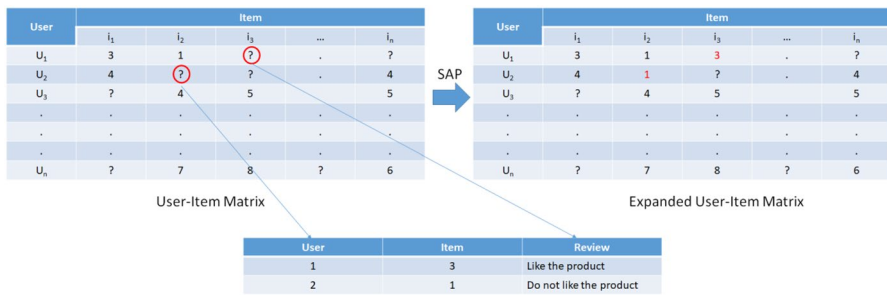 User Item
i1 i2 i3 ... in
U1 3 1 ? . ?
U2 4 ? ? . 4
U3 ? 4 5 5
. . . . . .
. . . . . .
. . . . . .
Un ? 7 8 ? 6
User-Item Matrix
SAP
User Item
i1 i2 i3 ... in
U1 3 1 3 . ?
U2 4 1 ? . 4
U3 ? 4 5 5
. . . . . .
. . . . . .
. . . . . .
Un ? 7 8 ? 6
Expanded User-Item Matrix
User Item Review
1 3 Like the product
2 1 Do not like the product